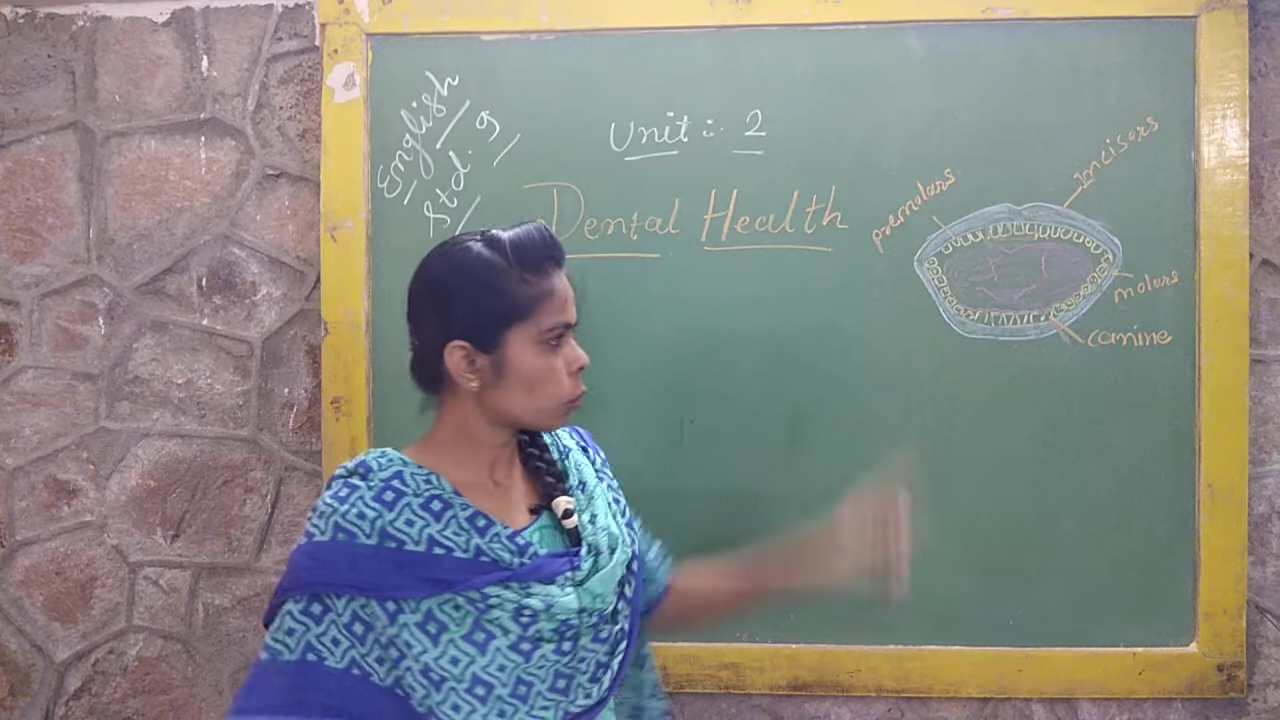 English
Std. 9
Unit :- 2
Dental Health
premolars
Incisors
molars
canine